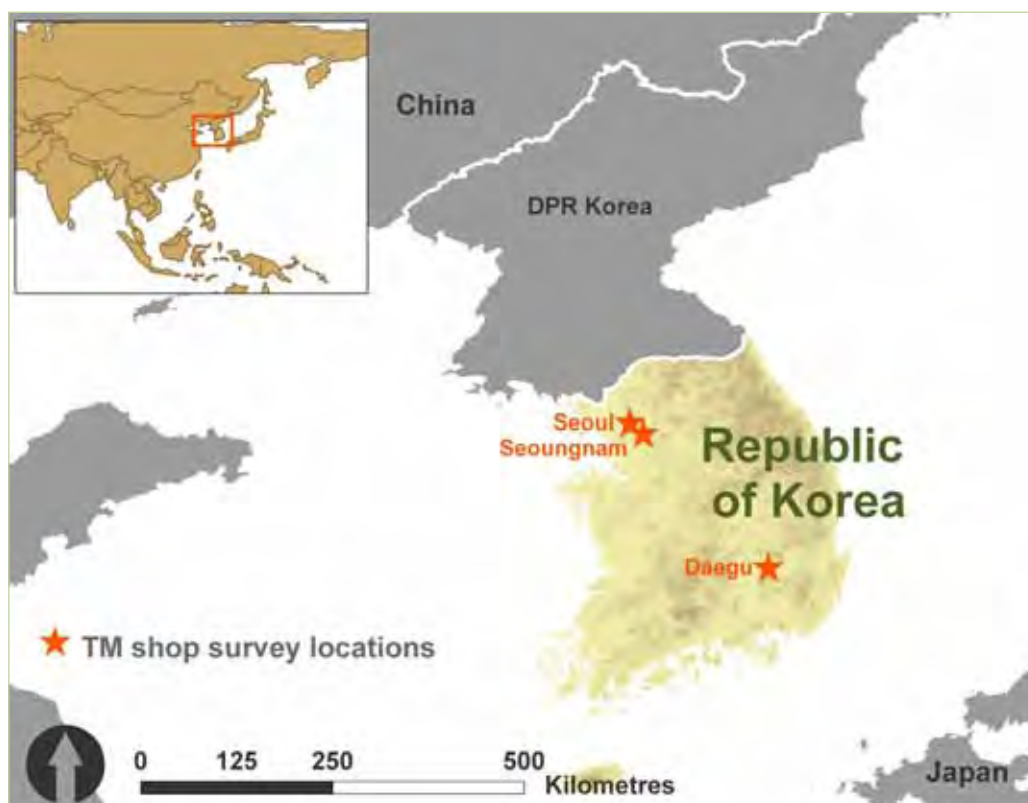 China
DPR Korea
Seoul
Seoungnam
Republic
of Korea
Daegu
TM shop survey locations
0 125 250 500
Kilometres
Japan